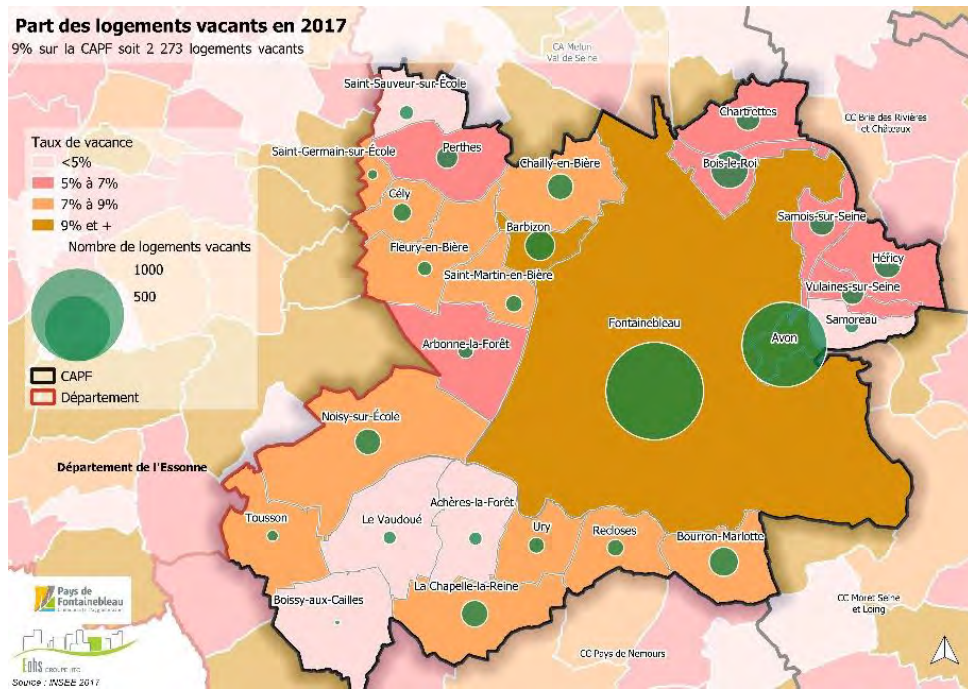 Part des logements vacants en 2017
9% sur la CAPF soit 2 273 logements vacants
CA Melun
Val de Seine
Saint-Sauveur-sur-École
Chartrettes
CC Brie des Rivières
et Châteaux
Taux de vacance
<5%
5% à 7%
7% à 9%
9% et +
Saint-Germain-sur-École
Perthes
Chailly-en-Bière
Bois-le-Roi
Cély
Barbizon
Samois-sur-Seine
Nombre de logements vacants
1000
500
Fleury-en-Bière
Saint-Martin-en-Bière
Héricy
Vulaines-sur-Seine
Samoreau
Fontainebleau
Avon
Arbonne-la-Forêt
CAPF
Département
Noisy-sur-École
Département de l'Essonne
Achères-la-Forêt
Tousson
Le Vaudoué
Ury
Recloses
Bourron-Marlotte
La Chapelle-la-Reine
Boissy-aux-Cailles
Pays de
Fontainebleau
CC Moret Seine
et Loing
CC Pays de Nemours
Eohs
Source : INSEE 2017